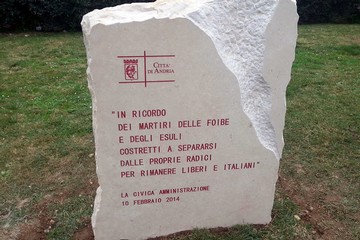 CITTÀ
DI ANDRIA
"IN RICORDO
DEI MARTIRI DELLE FOIBE
E DEGLI ESULI
COSTRETTI A SEPARARSI
DALLE PROPRIE RADICI
PER RIMANERE LIBERI E ITALIANI"
LA CIVICA AMMINISTRAZIONE
10 FEBBRAIO 2014